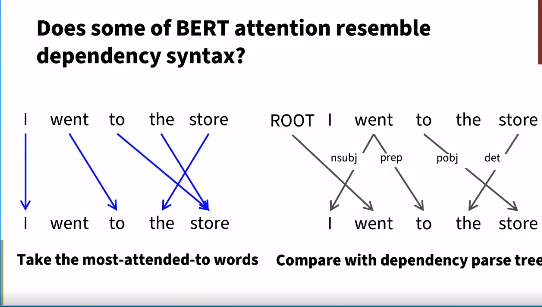 Does some of BERT attention resemble
dependency syntax?
I went to the store
ROOT I went to the store
nsubj prep pobj det
I went to the store
I went to the store
Take the most-attended-to words
Compare with dependency parse tree